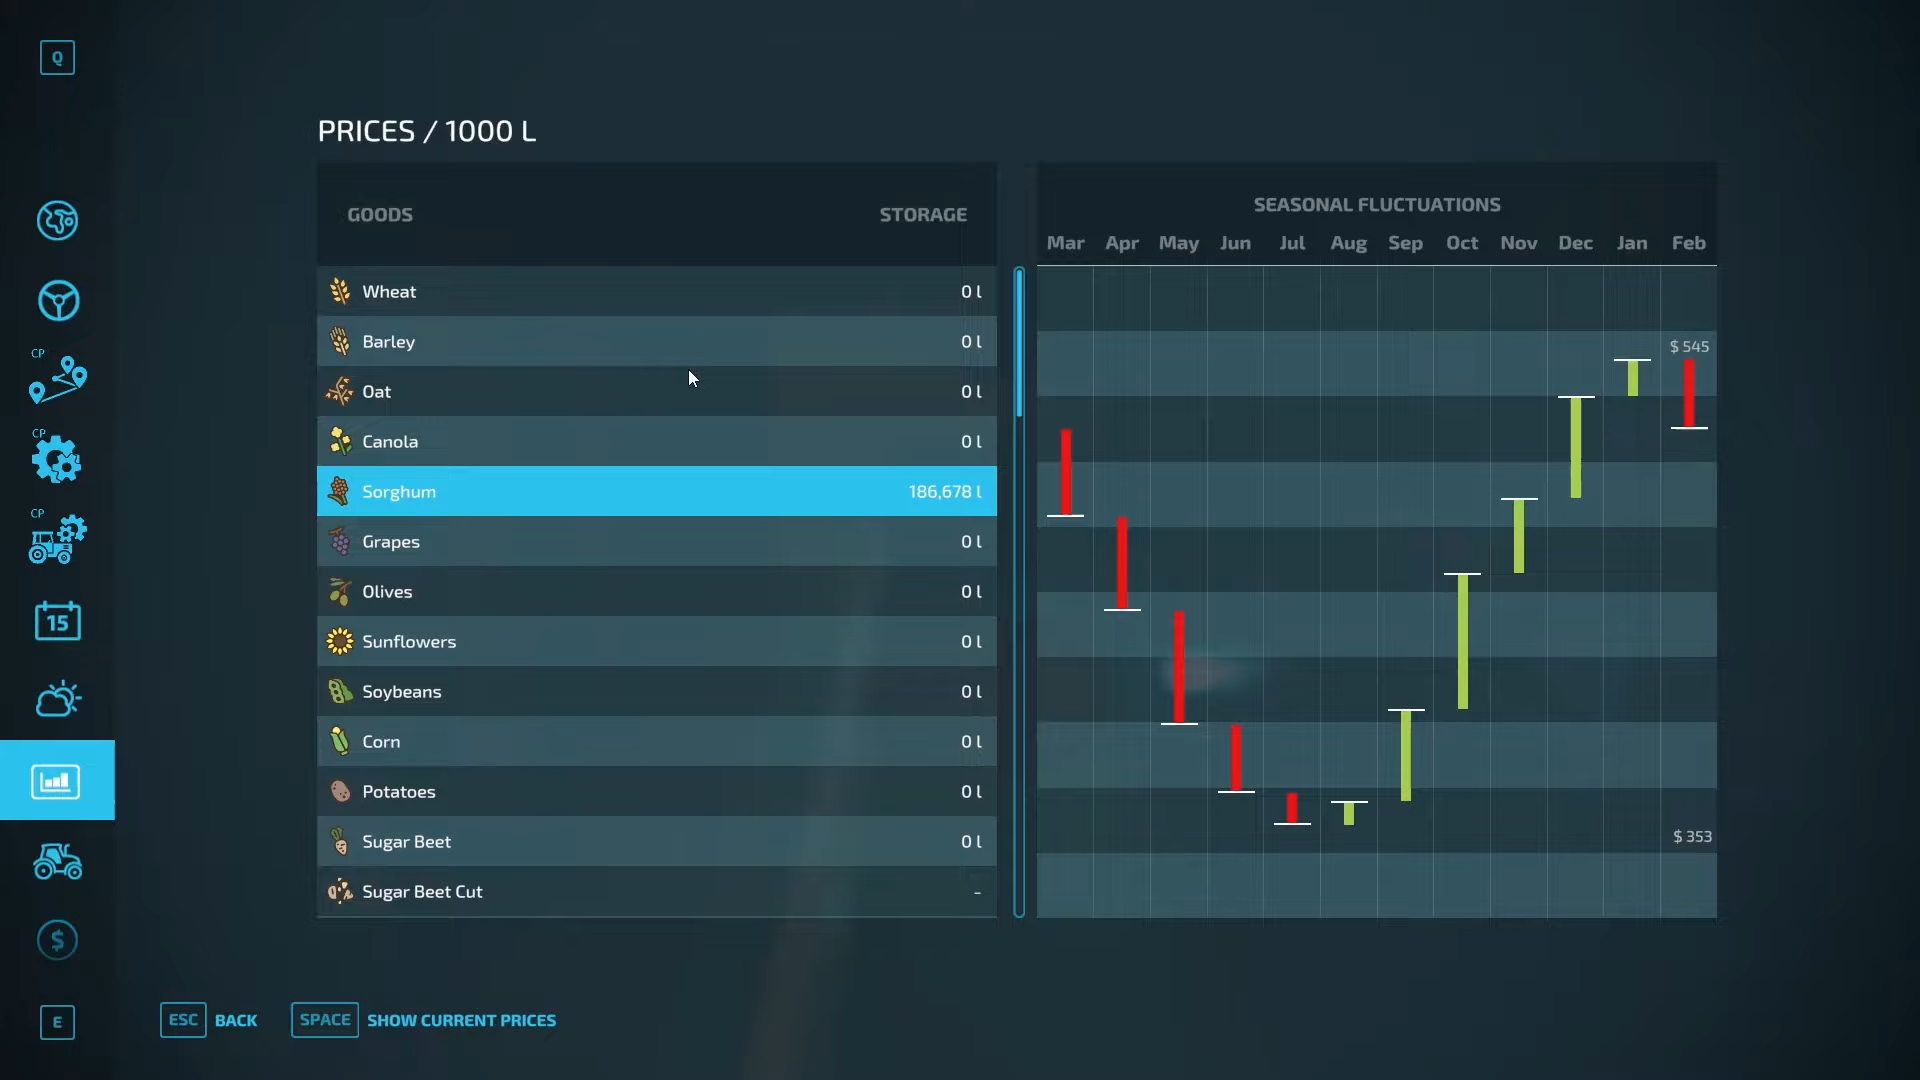 Q
PRICES / 1000 L
GOODS STORAGE
SEASONAL FLUCTUATIONS
Mar Apr May Jun Jul Aug Sep Oct Nov Dec Jan Feb
Wheat 0 l
Barley 0 l
Oat 0 l
Canola 0 l
Sorghum 186,678 l
Grapes 0 l
Olives 0 l
Sunflowers 0 l
Soybeans 0 l
Corn 0 l
Potatoes 0 l
Sugar Beet 0 l
Sugar Beet Cut -
$ 545
$ 353
CP
CP
CP
15
$
E
ESC BACK SPACE SHOW CURRENT PRICES